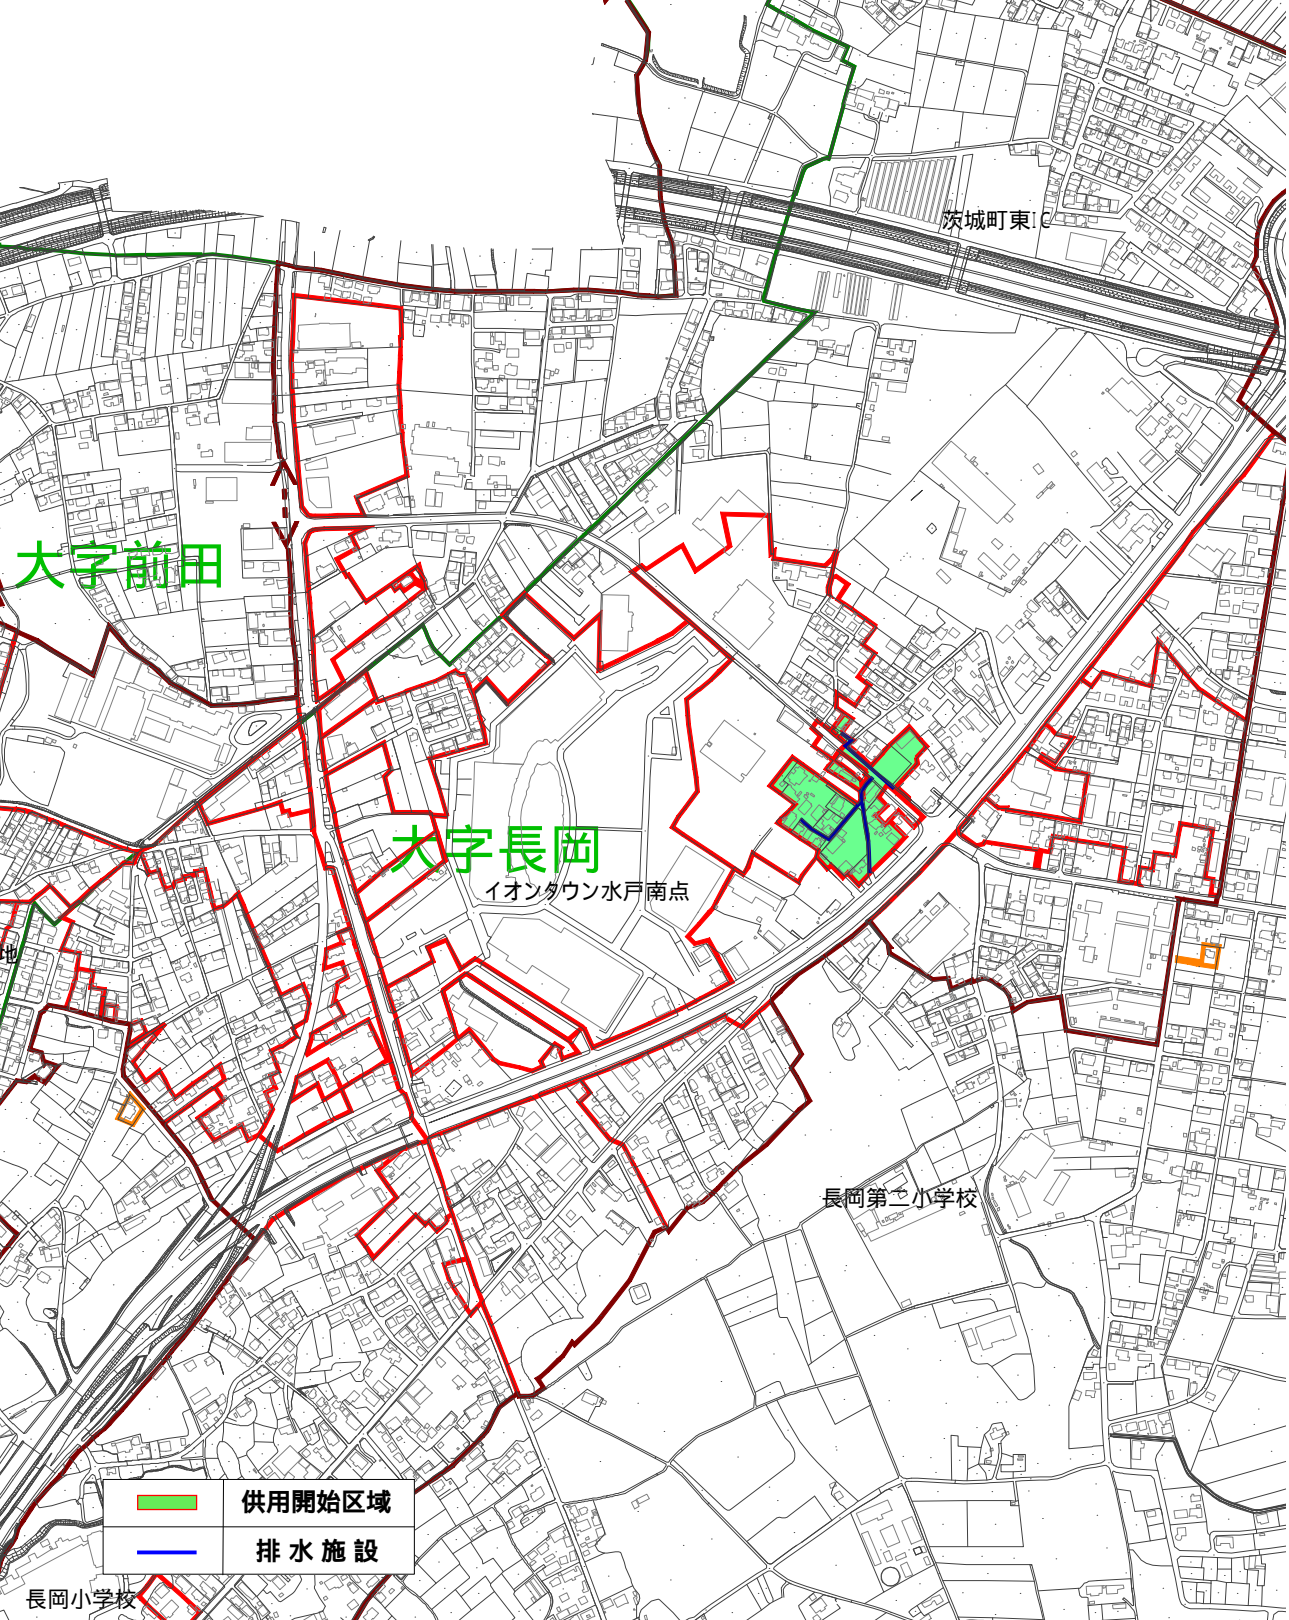 茨城町東IC
大字前田
大字長岡
イオンタウン水戸南点
地
長岡第二小学校
供用開始区域
排水施設
長岡小学校